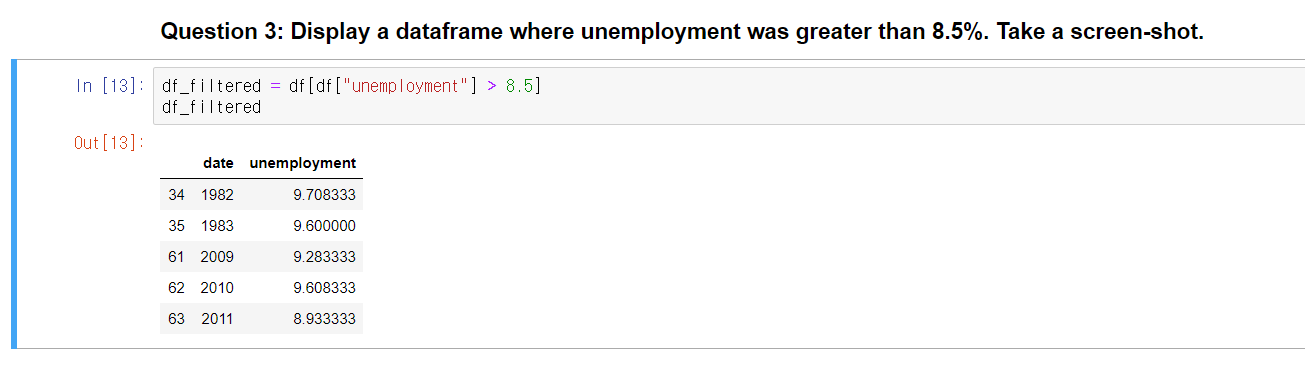 Question 3: Display a dataframe where unemployment was greater than 8.5%. Take a screen-shot.
In [13]: df_filtered = df[df["unemployment"] > 8.5]
df_filtered
Out[13]:
date unemployment
34 1982 9.708333
35 1983 9.600000
61 2009 9.283333
62 2010 9.608333
63 2011 8.933333